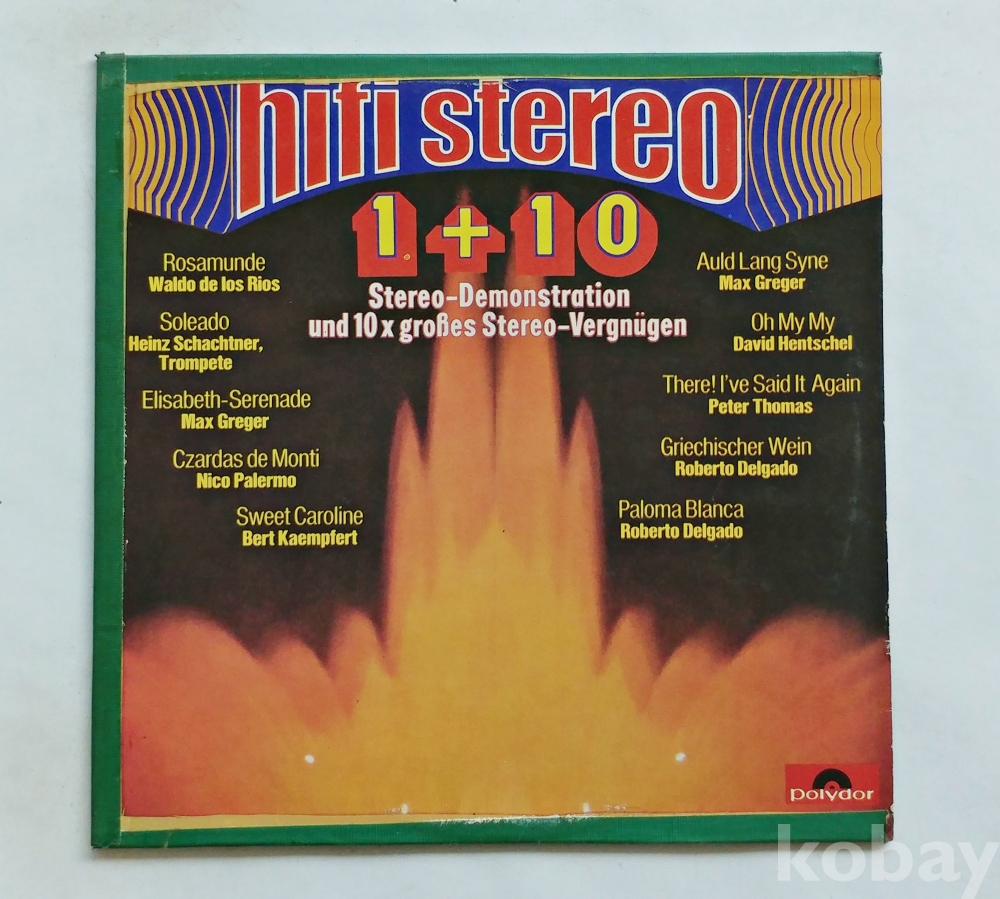 hifi stereo
1.+10
Stereo-Demonstration
und 10 x großes Stereo-Vergnügen
Rosamunde
Waldo de los Rios
Soleado
Heinz Schachtner,
Trompete
Elisabeth-Serenade
Max Greger
Czardas de Monti
Nico Palermo
Sweet Caroline
Bert Kaempfert
Auld Lang Syne
Max Greger
Oh My My
David Hentschel
There! I've Said It Again
Peter Thomas
Griechischer Wein
Roberto Delgado
Paloma Blanca
Roberto Delgado
polydor
kobay